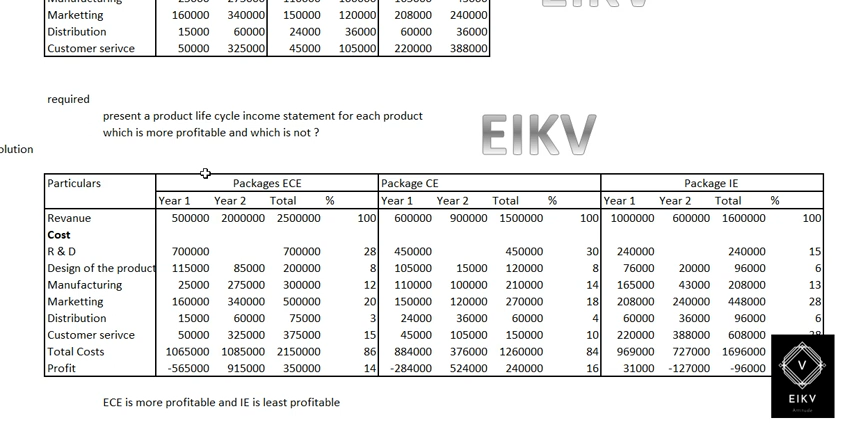 Marketting 160000 340000 150000 120000 208000 240000
Distribution 15000 60000 24000 36000 60000 36000
Customer serivce 50000 325000 45000 105000 220000 388000
required
present a product life cycle income statement for each product
which is more profitable and which is not ?
EIKV
olution
Particulars Packages ECE Package CE Package IE
Year 1 Year 2 Total % Year 1 Year 2 Total % Year 1 Year 2 Total %
Revanue 500000 2000000 2500000 100 600000 900000 1500000 100 1000000 600000 1600000 100
Cost
R & D 700000 700000 28 450000 450000 30 240000 240000 15
Design of the product 115000 85000 200000 8 105000 15000 120000 8 76000 20000 96000 6
Manufacturing 25000 275000 300000 12 110000 100000 210000 14 165000 43000 208000 13
Marketting 160000 340000 500000 20 150000 120000 270000 18 208000 240000 448000 28
Distribution 15000 60000 75000 3 24000 36000 60000 4 60000 36000 96000 6
Customer serivce 50000 325000 375000 15 45000 105000 150000 10 220000 388000 608000
Total Costs 1065000 1085000 2150000 86 884000 376000 1260000 84 969000 727000 1696000
Profit -565000 915000 350000 14 -284000 524000 240000 16 31000 -127000 -96000
V
EIKV
ECE is more profitable and IE is least profitable